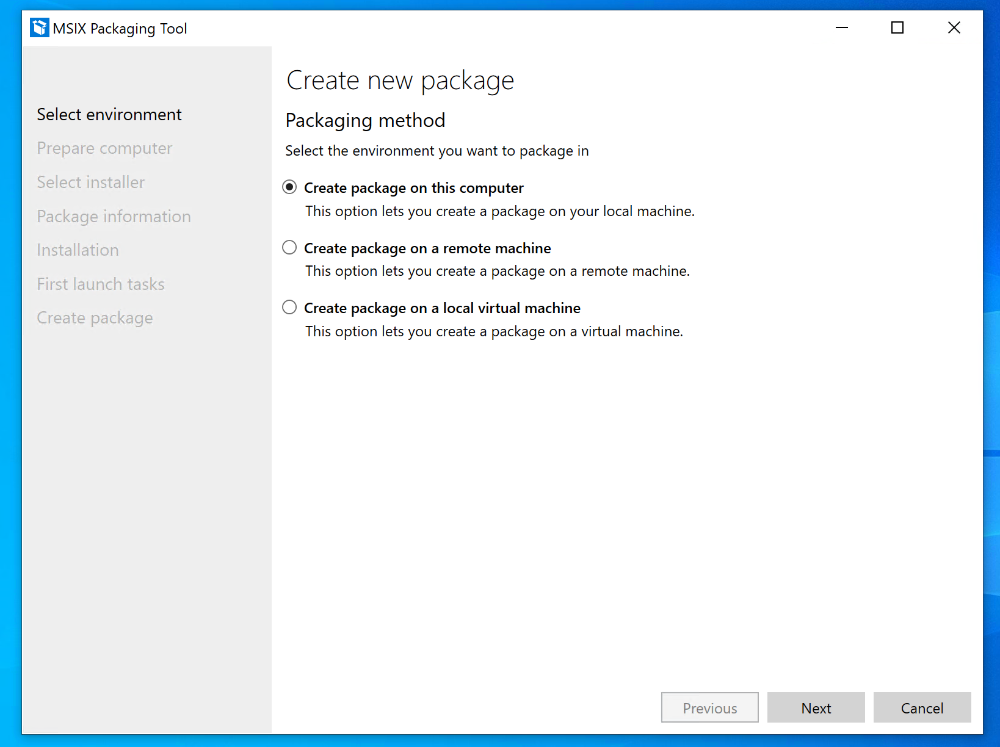 MSIX Packaging Tool
Select environment
Prepare computer
Select installer
Package information
Installation
First launch tasks
Create package
Create new package
Packaging method
Select the environment you want to package in
Create package on this computer
This option lets you create a package on your local machine.
Create package on a remote machine
This option lets you create a package on a remote machine.
Create package on a local virtual machine
This option lets you create a package on a virtual machine.
Previous
Next
Cancel